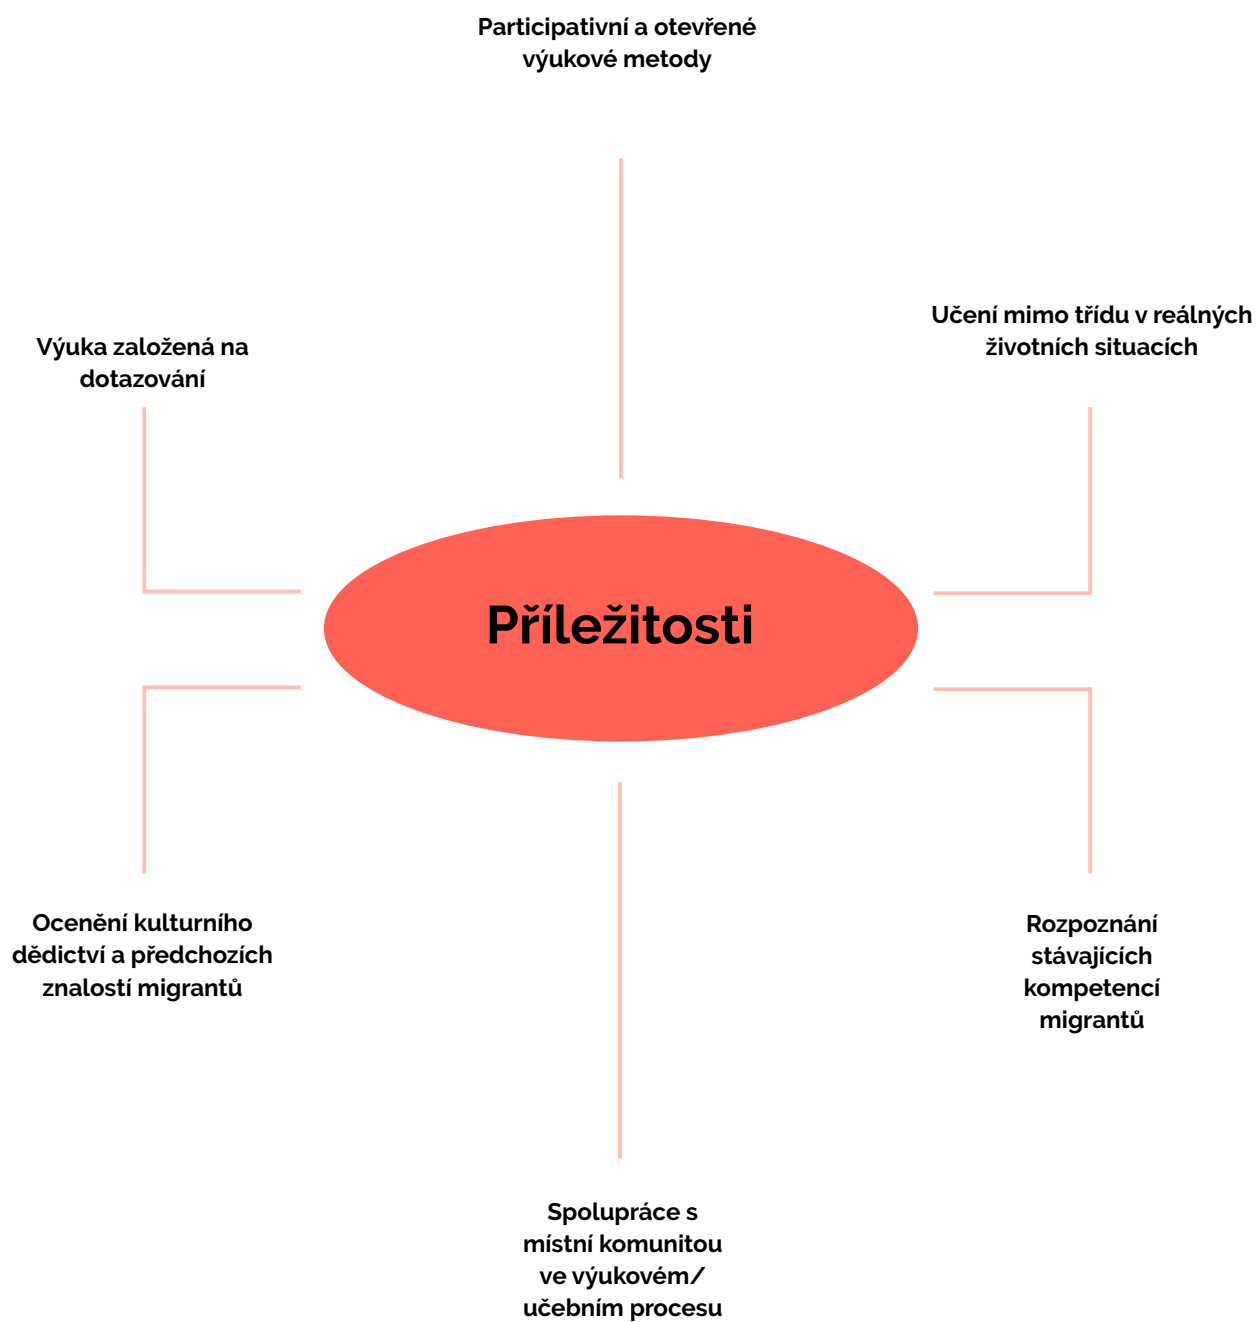 Participativní a otevřené
výukové metody
Učení mimo třídu v reálných
životních situacích
Výuka založená na
dotazování
Příležitosti
Ocenění kulturního
dědictví a předchozích
znalostí migrantů
Rozpoznání
stávajících
kompetencí
migrantů
Spolupráce s
místní komunitou
ve výukovém/
učebním procesu